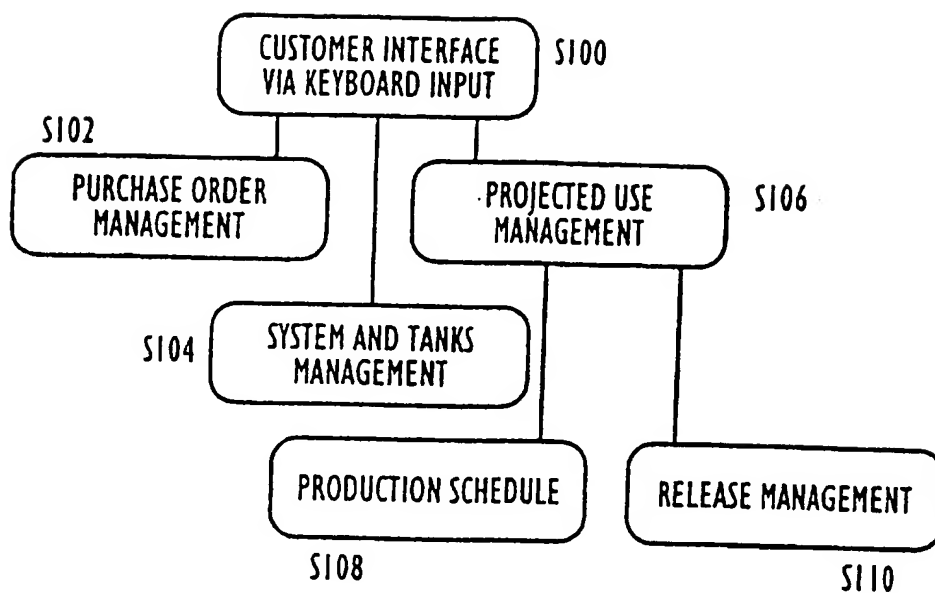 CUSTOMER INTERFACE
VIA KEYBOARD INPUT
S100
S102
PURCHASE ORDER
MANAGEMENT
PROJECTED USE
MANAGEMENT
S106
S104
SYSTEM AND TANKS
MANAGEMENT
PRODUCTION SCHEDULE
RELEASE MANAGEMENT
S108
S110